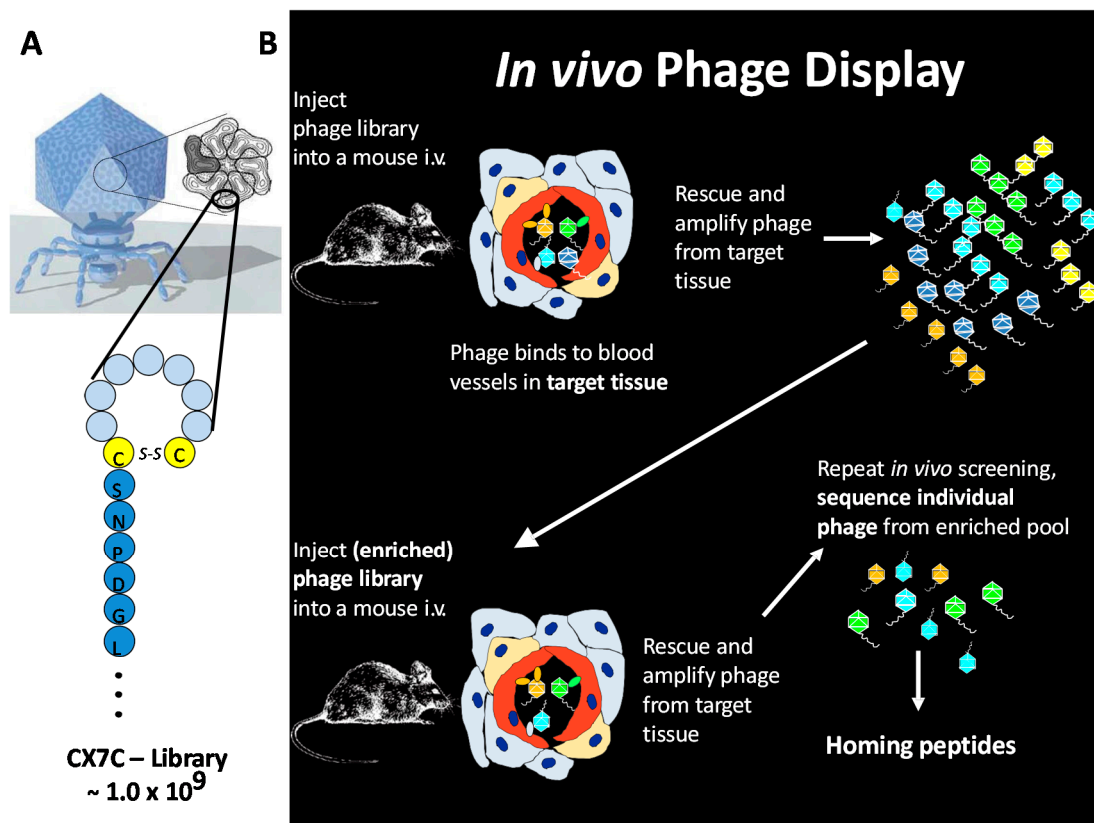 A
B
C
S-S
C
S
N
P
D
G
L
CX7C – Library
~ 1.0 x 10⁹
In vivo Phage Display
Inject
phage library
into a mouse i.v.
Rescue and
amplify phage
from target
tissue
Phage binds to blood
vessels in target tissue
Inject (enriched)
phage library
into a mouse i.v.
Rescue and
amplify phage
from target
tissue
Repeat in vivo screening,
sequence individual
phage from enriched pool
Homing peptides